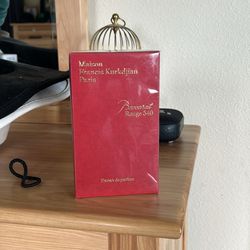 Maison
Francis Kurkdjian
Paris
Baccarat
Rouge 540
Extrait de parfum